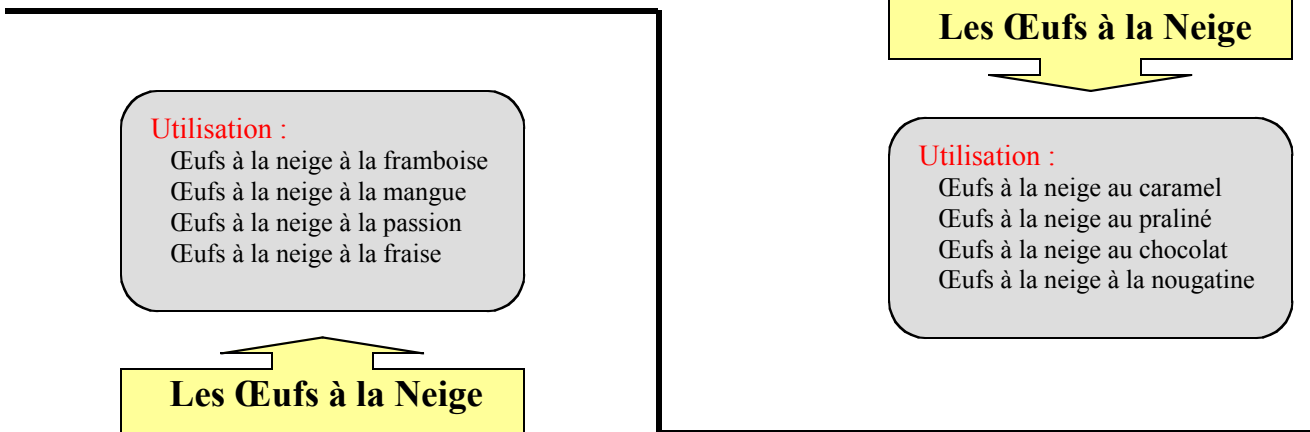 Utilisation :
Œufs à la neige à la framboise
Œufs à la neige à la mangue
Œufs à la neige à la passion
Œufs à la neige à la fraise
Les Œufs à la Neige
Les Œufs à la Neige
Utilisation :
Œufs à la neige au caramel
Œufs à la neige au praliné
Œufs à la neige au chocolat
Œufs à la neige à la nougatine